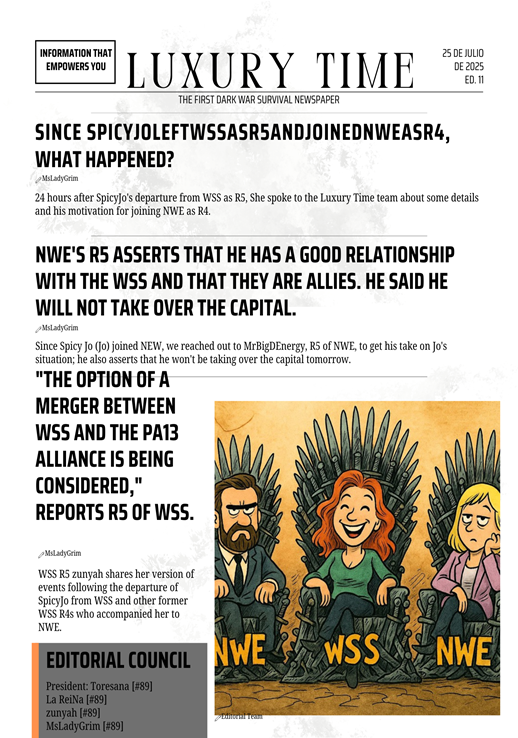 INFORMATION THAT
EMPOWERS YOU
LUXURY TIME
25 DE JULIO
DE 2025
ED. 11
THE FIRST DARK WAR SURVIVAL NEWSPAPER
SINCE SPICYJOLEFTWSSASR5ANDJOINEDNWEASR4,
WHAT HAPPENED?
MsLadyGrim
24 hours after SpicyJo's departure from WSS as R5, She spoke to the Luxury Time team about some details
and his motivation for joining NWE as R4.
NWE'S R5 ASSERTS THAT HE HAS A GOOD RELATIONSHIP
WITH THE WSS AND THAT THEY ARE ALLIES. HE SAID HE
WILL NOT TAKE OVER THE CAPITAL.
MsLadyGrim
Since Spicy Jo (Jo) joined NEW, we reached out to MrBigDEnergy, R5 of NWE, to get his take on Jo's
situation; he also asserts that he won't be taking over the capital tomorrow.
"THE OPTION OF A
MERGER BETWEEN
WSS AND THE PA13
ALLIANCE IS BEING
CONSIDERED,"
REPORTS R5 OF WSS.
MsLadyGrim
WSS R5 zunyah shares her version of
events following the departure of
SpicyJo from WSS and other former
WSS R4s who accompanied her to
NWE.
NWE
WSS
NWE
Editorial Team
EDITORIAL COUNCIL
President: Toresana [#89]
La ReiNa [#89]
zunyah [#89]
MsLadyGrim [#89]